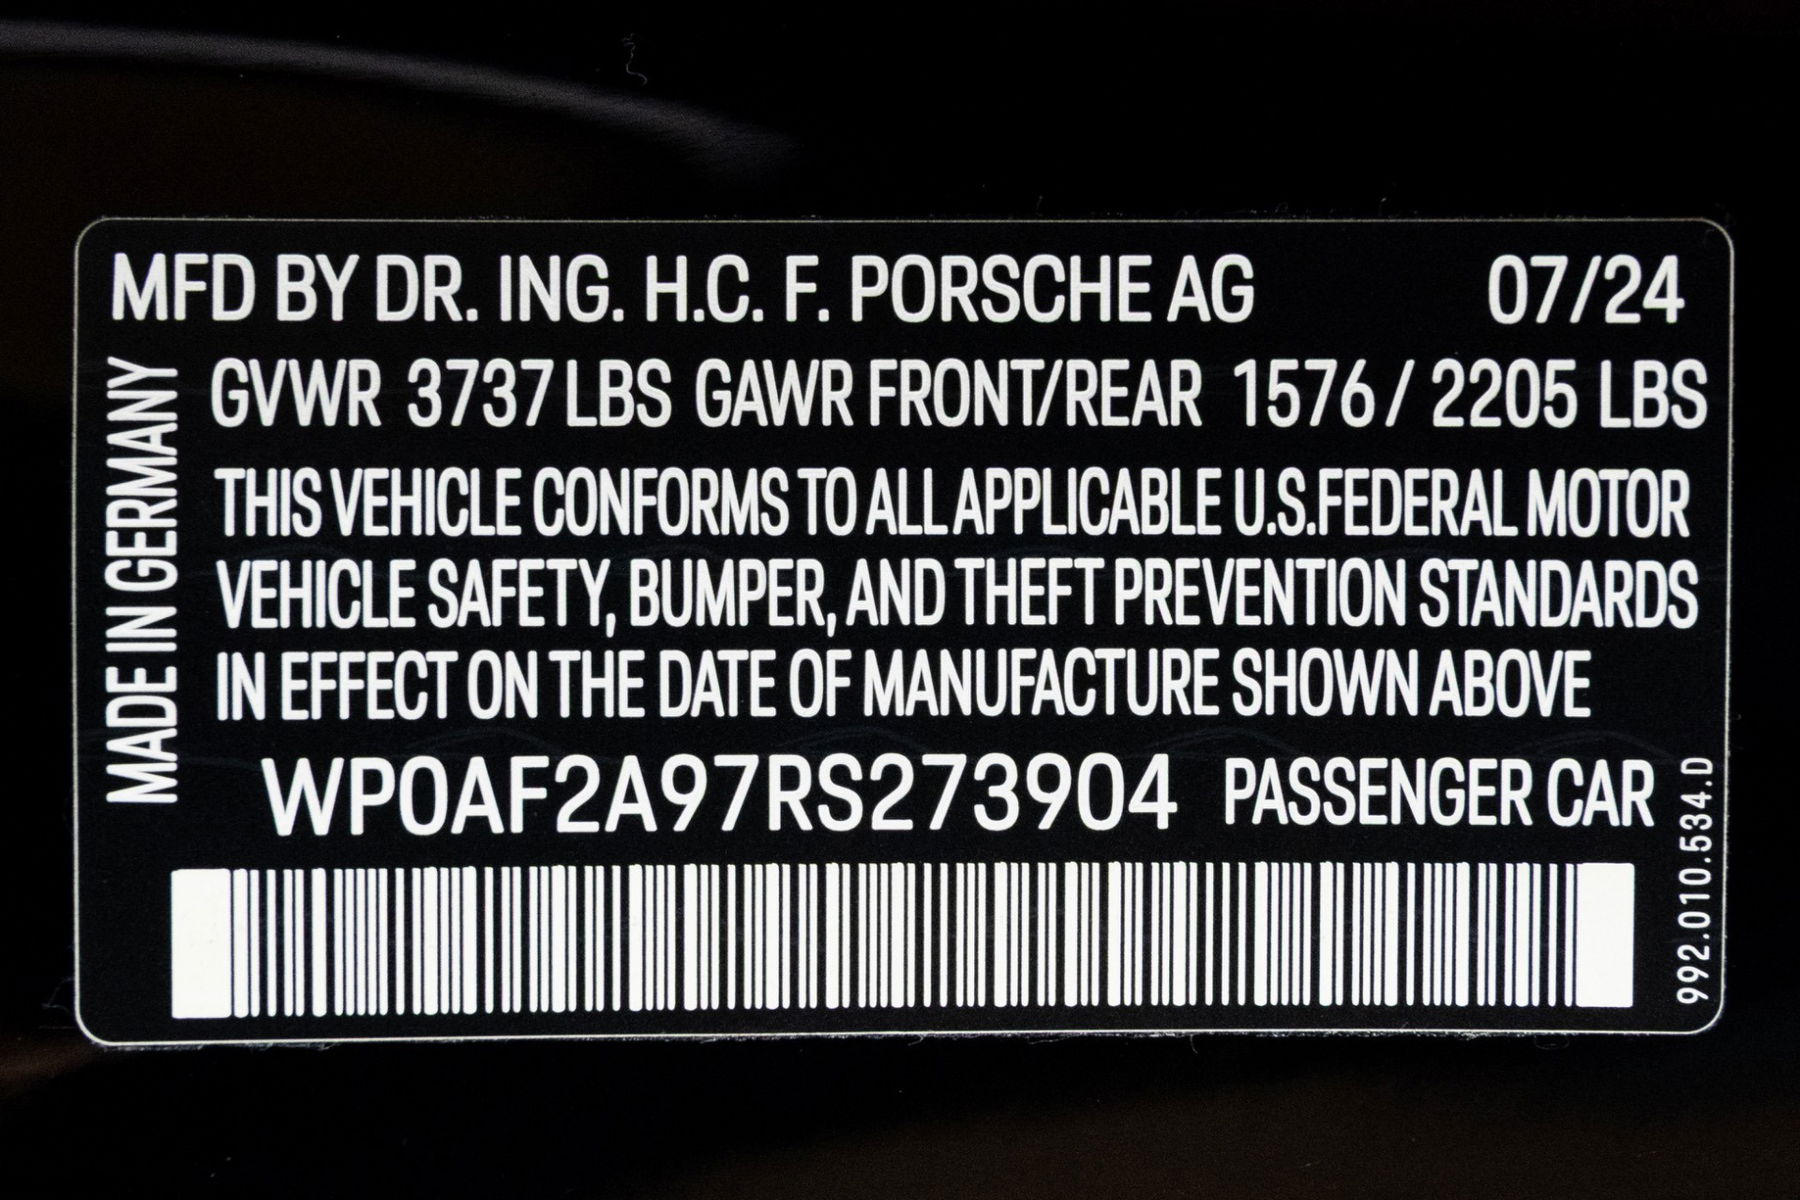 MFD BY DR. ING. H.C. F. PORSCHE AG 07/24
MADE IN GERMANY
GVWR 3737 LBS GAWR FRONT/REAR 1576 / 2205 LBS
THIS VEHICLE CONFORMS TO ALL APPLICABLE U.S.FEDERAL MOTOR
VEHICLE SAFETY, BUMPER, AND THEFT PREVENTION STANDARDS
IN EFFECT ON THE DATE OF MANUFACTURE SHOWN ABOVE
WP0AF2A97RS273904 PASSENGER CAR
992.010.534.D